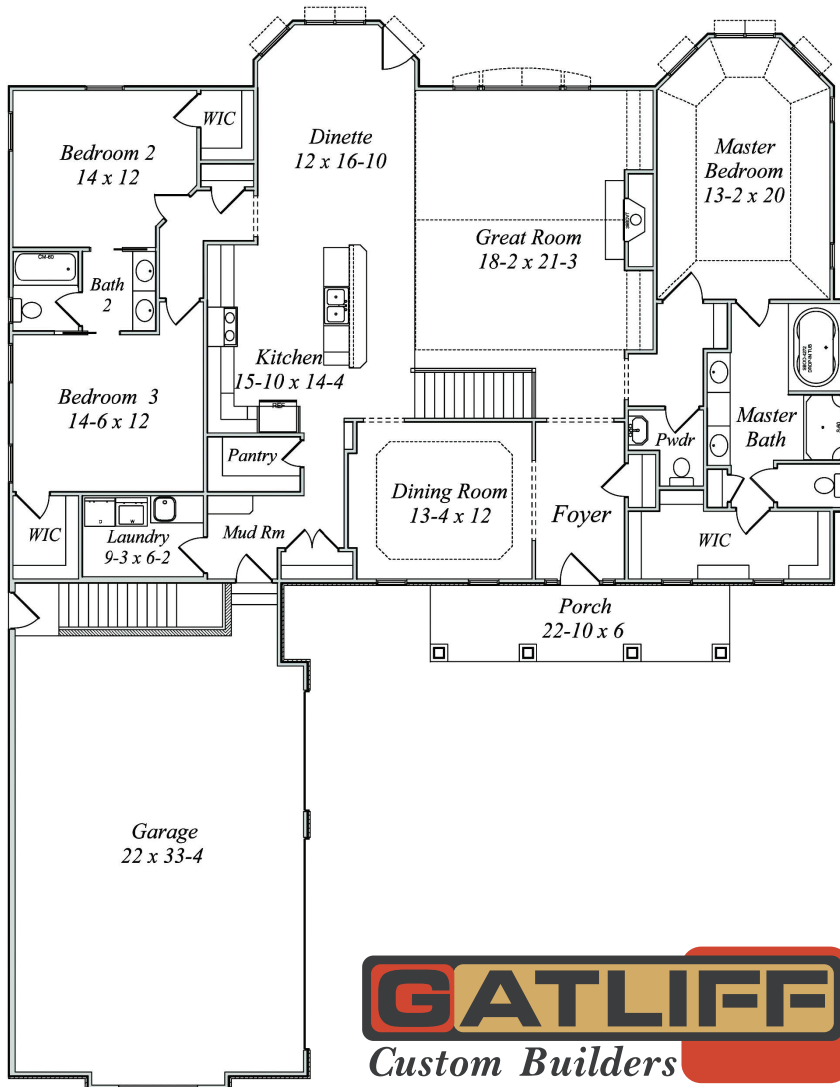 WIC
Bedroom 2
14 x 12
Dinette
12 x 16-10
Master
Bedroom
13-2 x 20
Great Room
18-2 x 21-3
CM-60
Bath
2
Kitchen
15-10 x 14-4
REF
Bedroom 3
14-6 x 12
Master
Bath
Pwdr
Pantry
Dining Room
13-4 x 12
Foyer
WIC
Laundry
9-3 x 6-2
D
W
Mud Rm
WIC
Porch
22-10 x 6
Garage
22 x 33-4
GATLIFF
Custom Builders